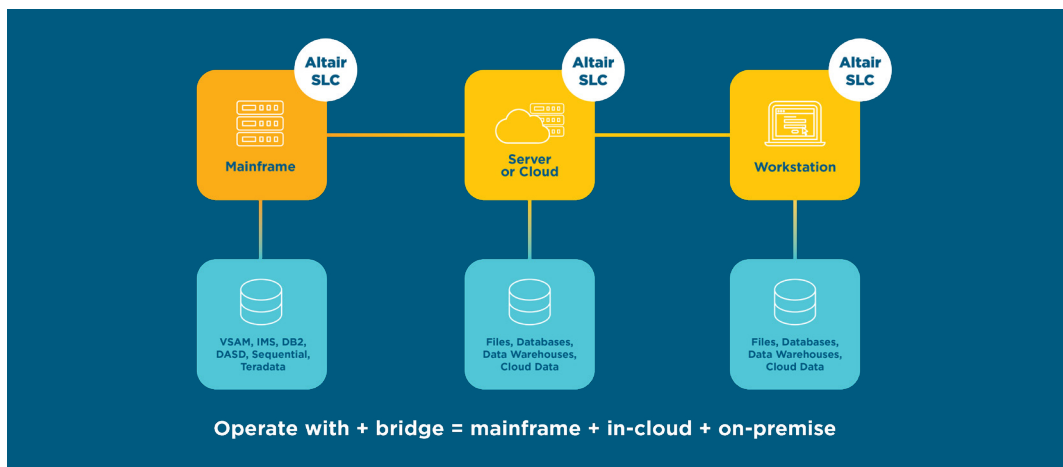 Altair
SLC
Altair
SLC
Altair
SLC
Mainframe
Server
or Cloud
Workstation
VSAM, IMS, DB2,
DASD, Sequential,
Teradata
Files, Databases,
Data Warehouses,
Cloud Data
Files, Databases,
Data Warehouses,
Cloud Data
Operate with + bridge = mainframe + in-cloud + on-premise